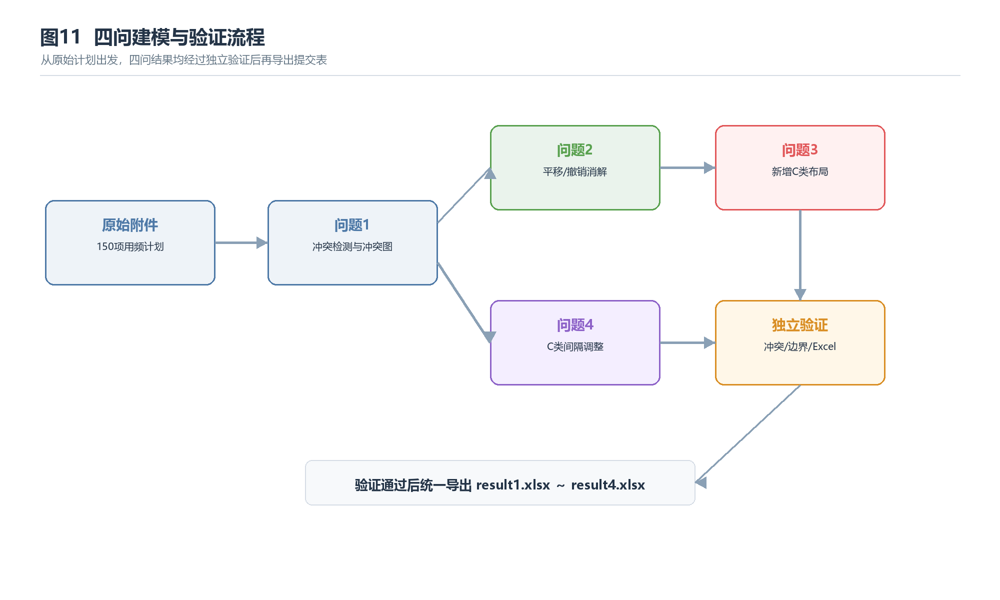 图11 四问建模与验证流程
从原始计划出发，四问结果均经过独立验证后再导出提交表
原始附件
150项用频计划
问题1
冲突检测与冲突图
问题2
平移/撤销消解
问题3
新增C类布局
问题4
C类间隔调整
独立验证
冲突/边界/Excel
验证通过后统一导出 result1.xlsx ~ result4.xlsx